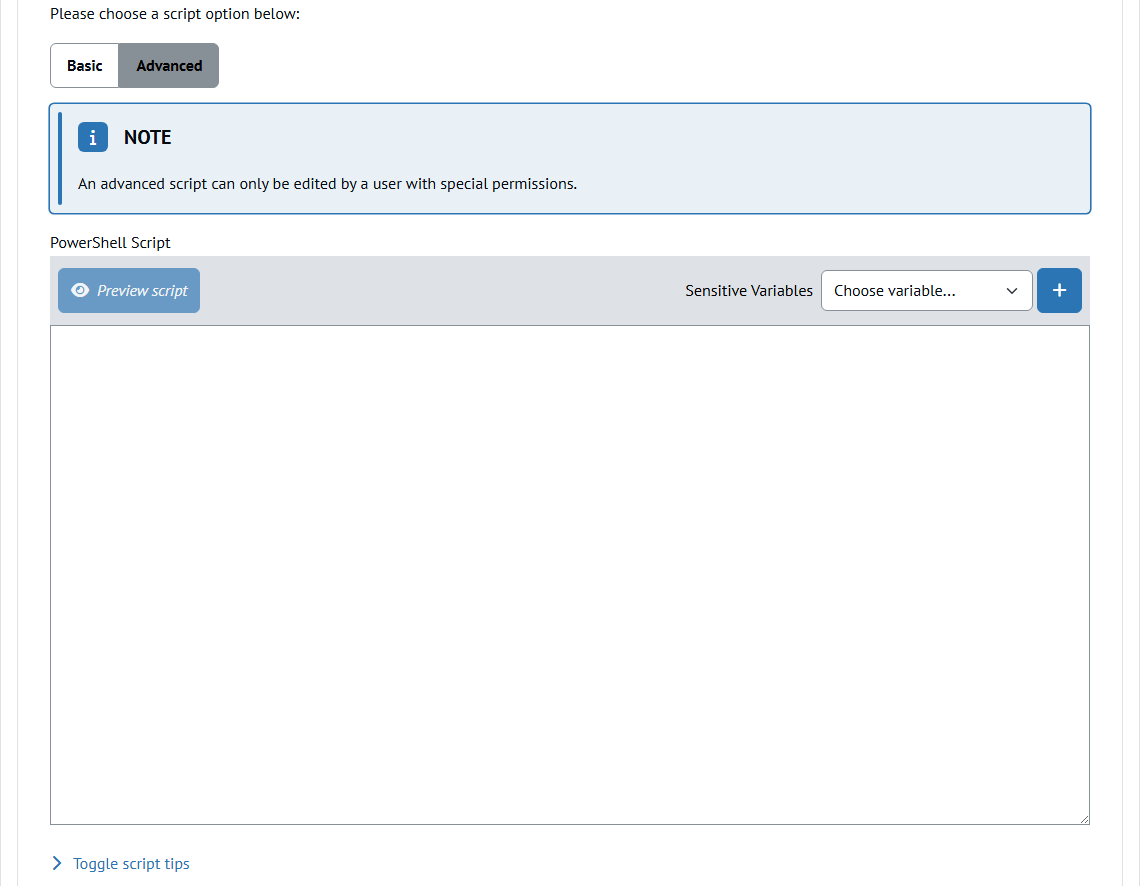 Please choose a script option below:
Basic Advanced
i NOTE
An advanced script can only be edited by a user with special permissions.
PowerShell Script
Preview script Sensitive Variables Choose variable... +
Toggle script tips